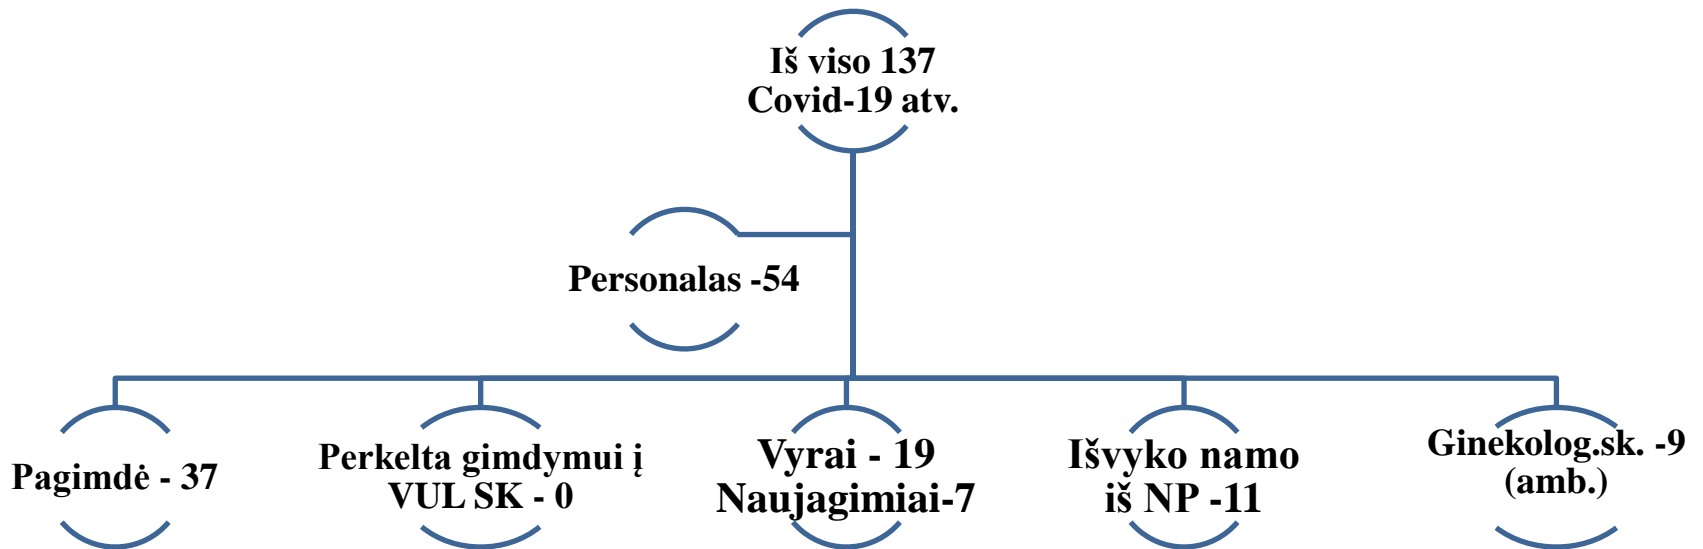 Iš viso 137
Covid-19 atv.
Personalas -54
Pagimdė - 37
Perkelta gimdymui į
VUL SK - 0
Vyrai - 19
Naujagimiai-7
Išvyko namo
iš NP -11
Ginekolog.sk. -9
(amb.)